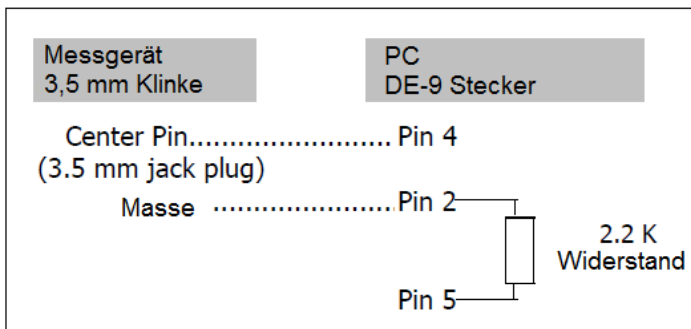 Messgerät
3,5 mm Klinke
PC
DE-9 Stecker
Center Pin......................... Pin 4
(3.5 mm jack plug)
Masse ......................Pin 2
2.2 K
Widerstand
Pin 5